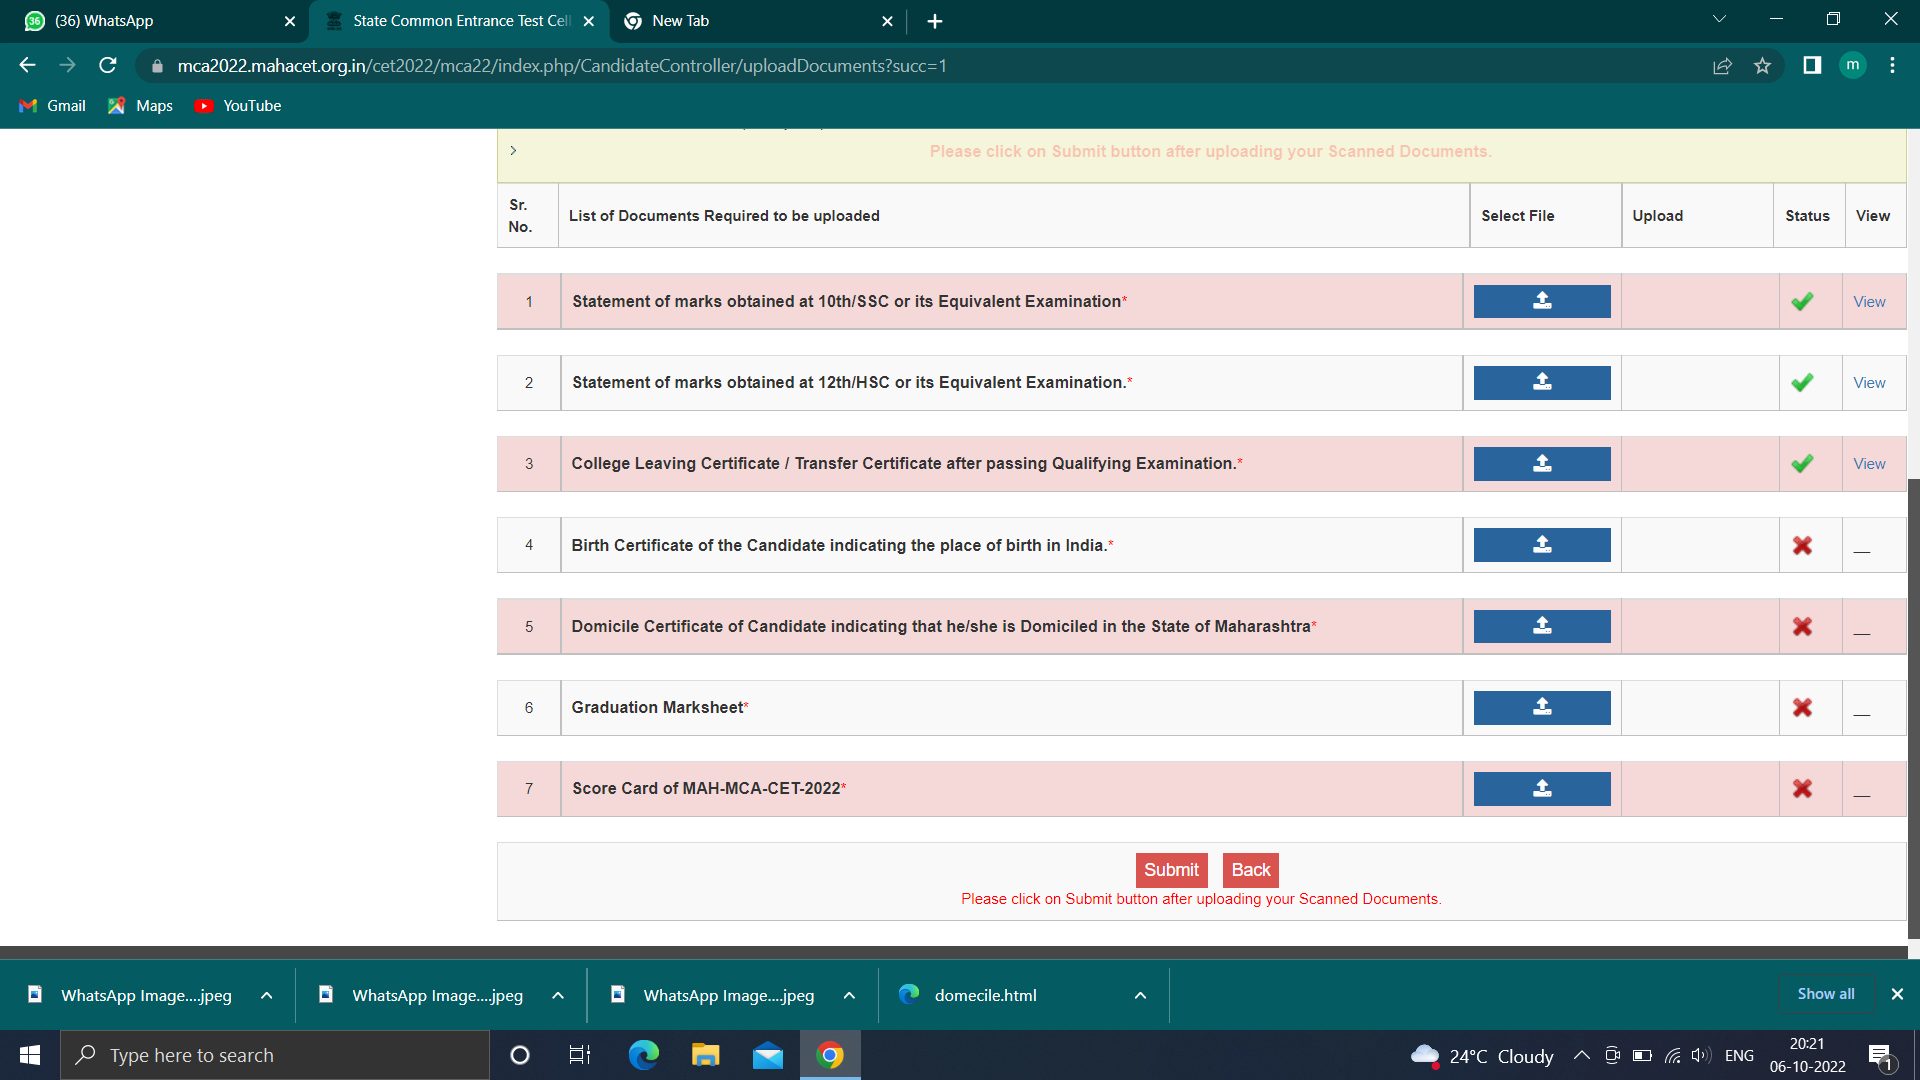 (36) WhatsApp
State Common Entrance Test Cell
New Tab
mca2022.mahacet.org.in/cet2022/mca22/index.php/CandidateController/uploadDocuments?succ=1
m
Gmail
Maps
YouTube
> Please click on Submit button after uploading your Scanned Documents.
Sr. No. List of Documents Required to be uploaded Select File Upload Status View
1 Statement of marks obtained at 10th/SSC or its Equivalent Examination* View
2 Statement of marks obtained at 12th/HSC or its Equivalent Examination.* View
3 College Leaving Certificate / Transfer Certificate after passing Qualifying Examination.* View
4 Birth Certificate of the Candidate indicating the place of birth in India.* __
5 Domicile Certificate of Candidate indicating that he/she is Domiciled in the State of Maharashtra* __
6 Graduation Marksheet* __
7 Score Card of MAH-MCA-CET-2022* __
Submit Back
Please click on Submit button after uploading your Scanned Documents.
WhatsApp Image....jpeg
WhatsApp Image....jpeg
WhatsApp Image....jpeg
domecile.html
Show all
Type here to search
24°C Cloudy
ENG
20:21
06-10-2022
1